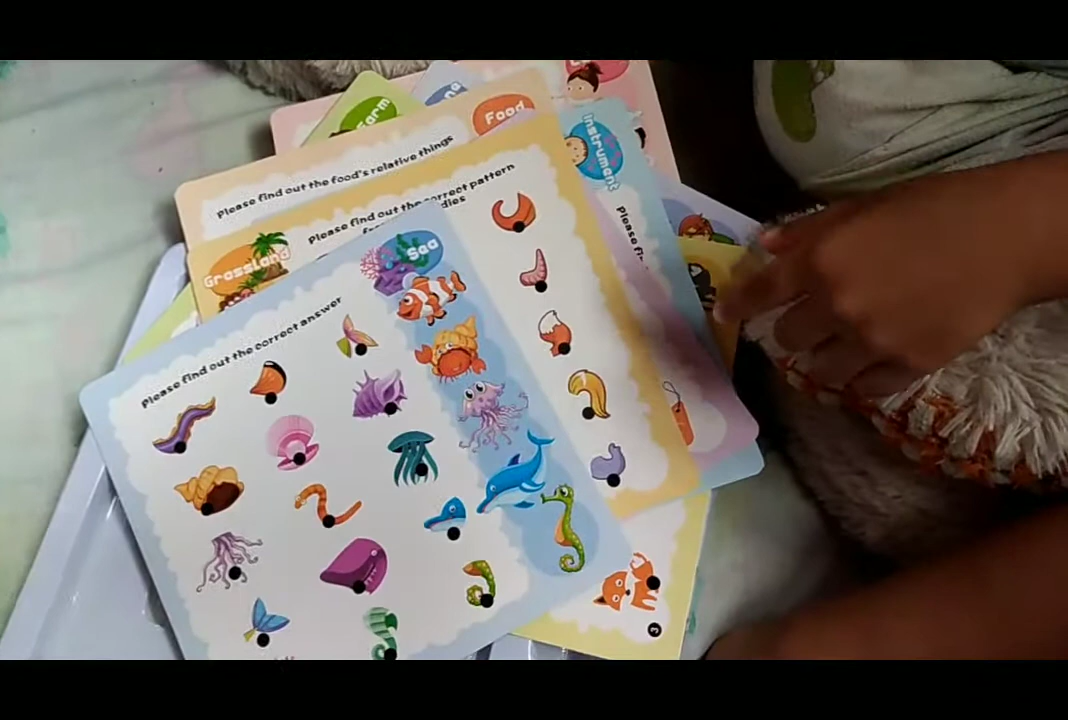 Farm
Food
Instrument
Please find out the food's relative things
Please find out the correct pattern
Grassland
Please
Sea
Please find out the correct answer
3